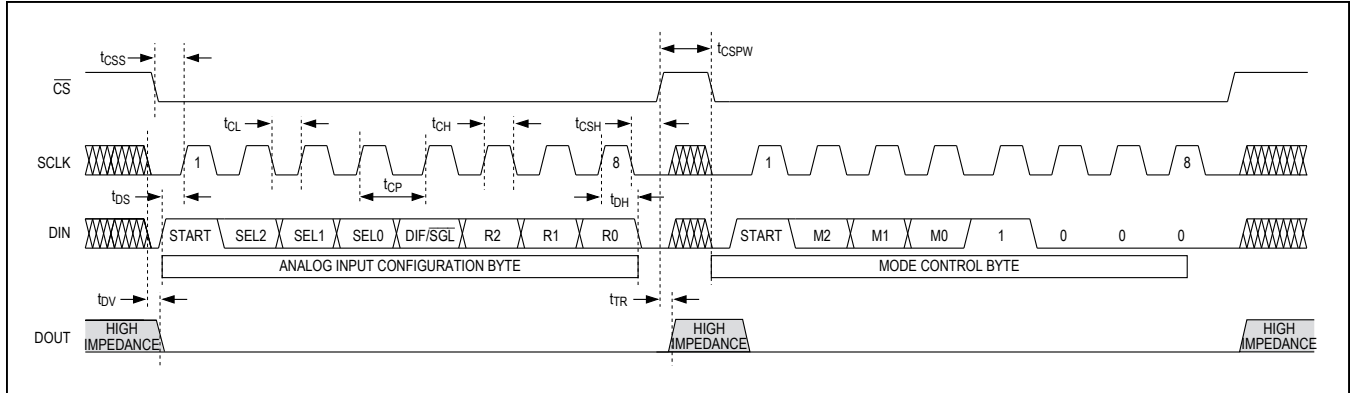 tCSS
tCSPW
CS
tCL
tCH
tCSH
SCLK
1
8
1
8
tCP
tDS
tDH
DIN
START SEL2 SEL1 SEL0 DIF/SGL R2 R1 R0
START M2 M1 M0 1 0 0 0
ANALOG INPUT CONFIGURATION BYTE
MODE CONTROL BYTE
tDV
tTR
DOUT
HIGH
IMPEDANCE
HIGH
IMPEDANCE
HIGH
IMPEDANCE